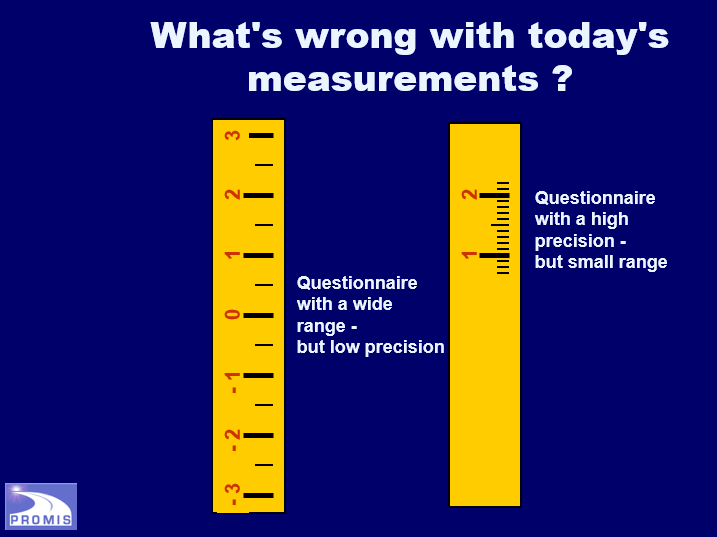 What's wrong with today's
measurements ?
3
2
1
0
- 1
- 2
- 3
Questionnaire
with a wide
range -
but low precision
2
1
Questionnaire
with a high
precision -
but small range
PROMIS